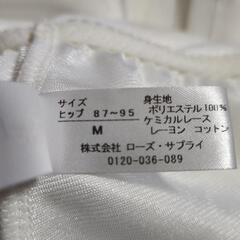 サイズ 身生地
ヒップ 87~95 ポリエステル100%
M ケミカルレース
レーヨン コットン
株式会社 ローズ・サプライ
0120-036-089